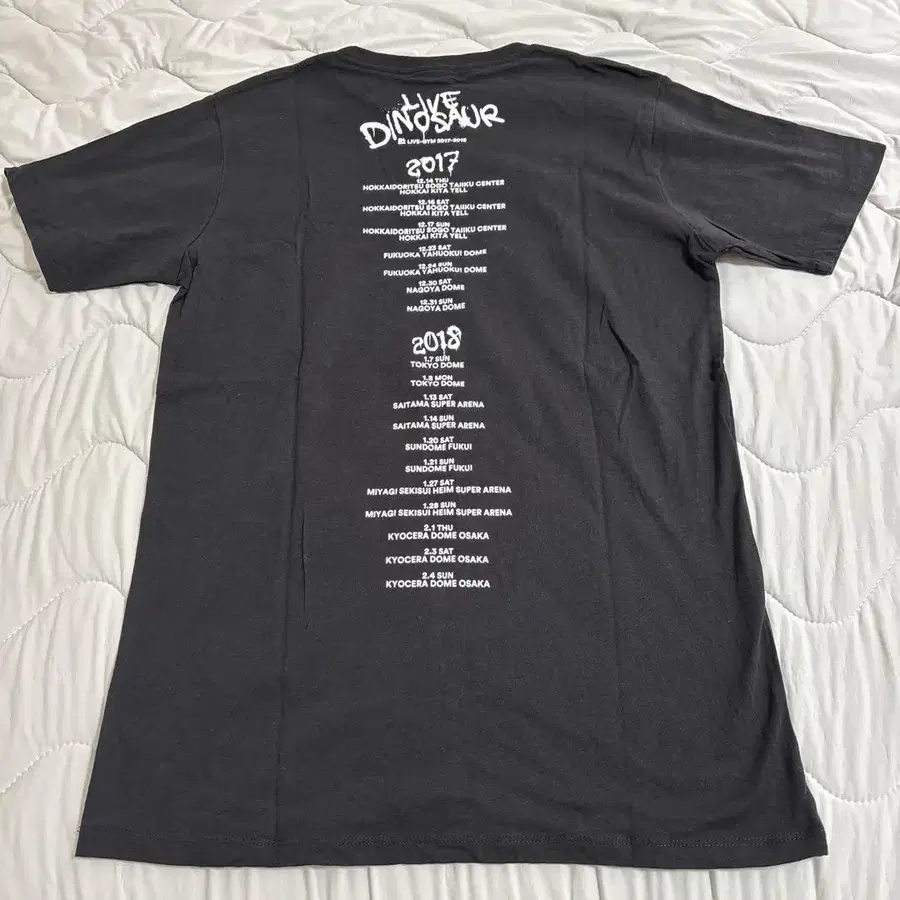 LIVE
DINOSAUR
B'z LIVE-GYM 2017-2018
2017
12.14 THU
HOKKAIDORITSU SOGO TAIIKU CENTER
HOKKAI KITA YELL
12.16 SAT
HOKKAIDORITSU SOGO TAIIKU CENTER
HOKKAI KITA YELL
12.17 SUN
HOKKAIDORITSU SOGO TAIIKU CENTER
HOKKAI KITA YELL
12.23 SAT
FUKUOKA YAHUOKU! DOME
12.24 SUN
FUKUOKA YAHUOKU! DOME
12.30 SAT
NAGOYA DOME
12.31 SUN
NAGOYA DOME
2018
1.7 SUN
TOKYO DOME
1.8 MON
TOKYO DOME
1.13 SAT
SAITAMA SUPER ARENA
1.14 SUN
SAITAMA SUPER ARENA
1.20 SAT
SUNDOME FUKUI
1.21 SUN
SUNDOME FUKUI
1.27 SAT
MIYAGI SEKISUI HEIM SUPER ARENA
1.28 SUN
MIYAGI SEKISUI HEIM SUPER ARENA
2.1 THU
KYOCERA DOME OSAKA
2.3 SAT
KYOCERA DOME OSAKA
2.4 SUN
KYOCERA DOME OSAKA